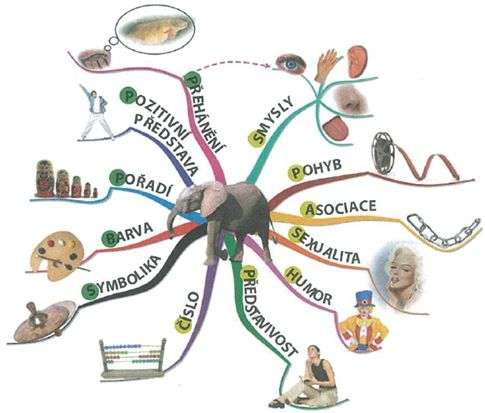 SMYSLY
POHYB
ASOCIACE
SEXUALITA
HUMOR
PŘEDSTAVIVOST
ČÍSLO
SYMBOLIKA
BARVA
POŘADÍ
POZITIVNÍ
PŘEDSTAVA
PŘEHÁNĚNÍ